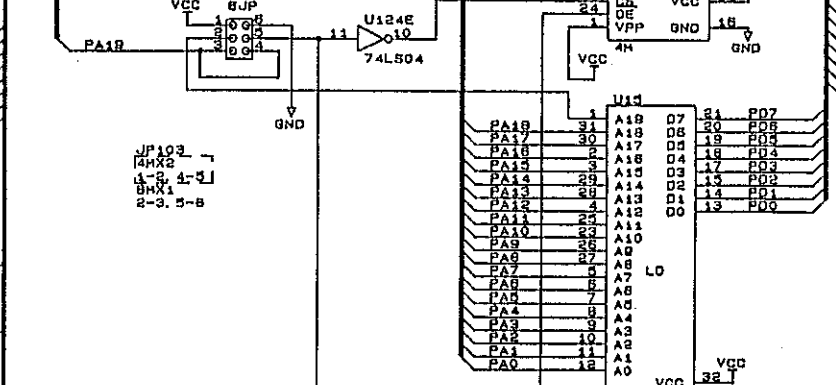 VCC 6JP
1 6
2 5
3 4
PA19
11 U124E 10
74LS04
GND
24 OE VCC
1 VPP GND 16
4M
GND
VCC
JP103
4MX2
1-2, 4-5
8MX1
2-3, 5-6
U15
1 A19 D7 21 PD7
PA18 31 A18 D6 20 PD6
PA17 30 A17 D5 19 PD5
PA16 2 A16 D4 18 PD4
PA15 3 A15 D3 17 PD3
PA14 29 A14 D2 15 PD2
PA13 28 A13 D1 14 PD1
PA12 4 A12 D0 13 PD0
PA11 25 A11
PA10 23 A10
PA9 26 A9
PA8 27 A8
PA7 5 A7
PA6 6 A6
PA5 7 A5
PA4 8 A4
PA3 9 A3
PA2 10 A2
PA1 11 A1
PA0 12 A0
LO
VCC 32 VCC